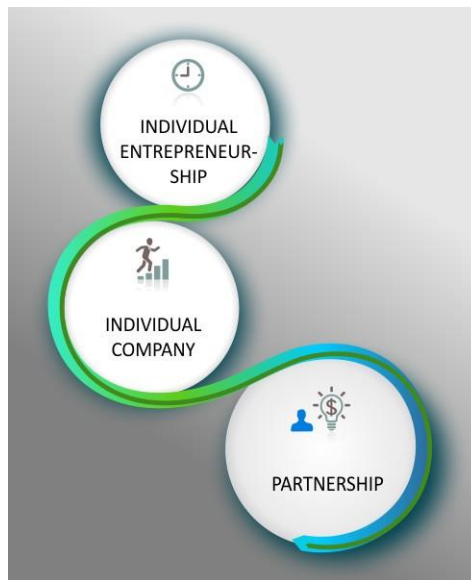 INDIVIDUAL
ENTREPRENEUR-
SHIP
INDIVIDUAL
COMPANY
$
PARTNERSHIP